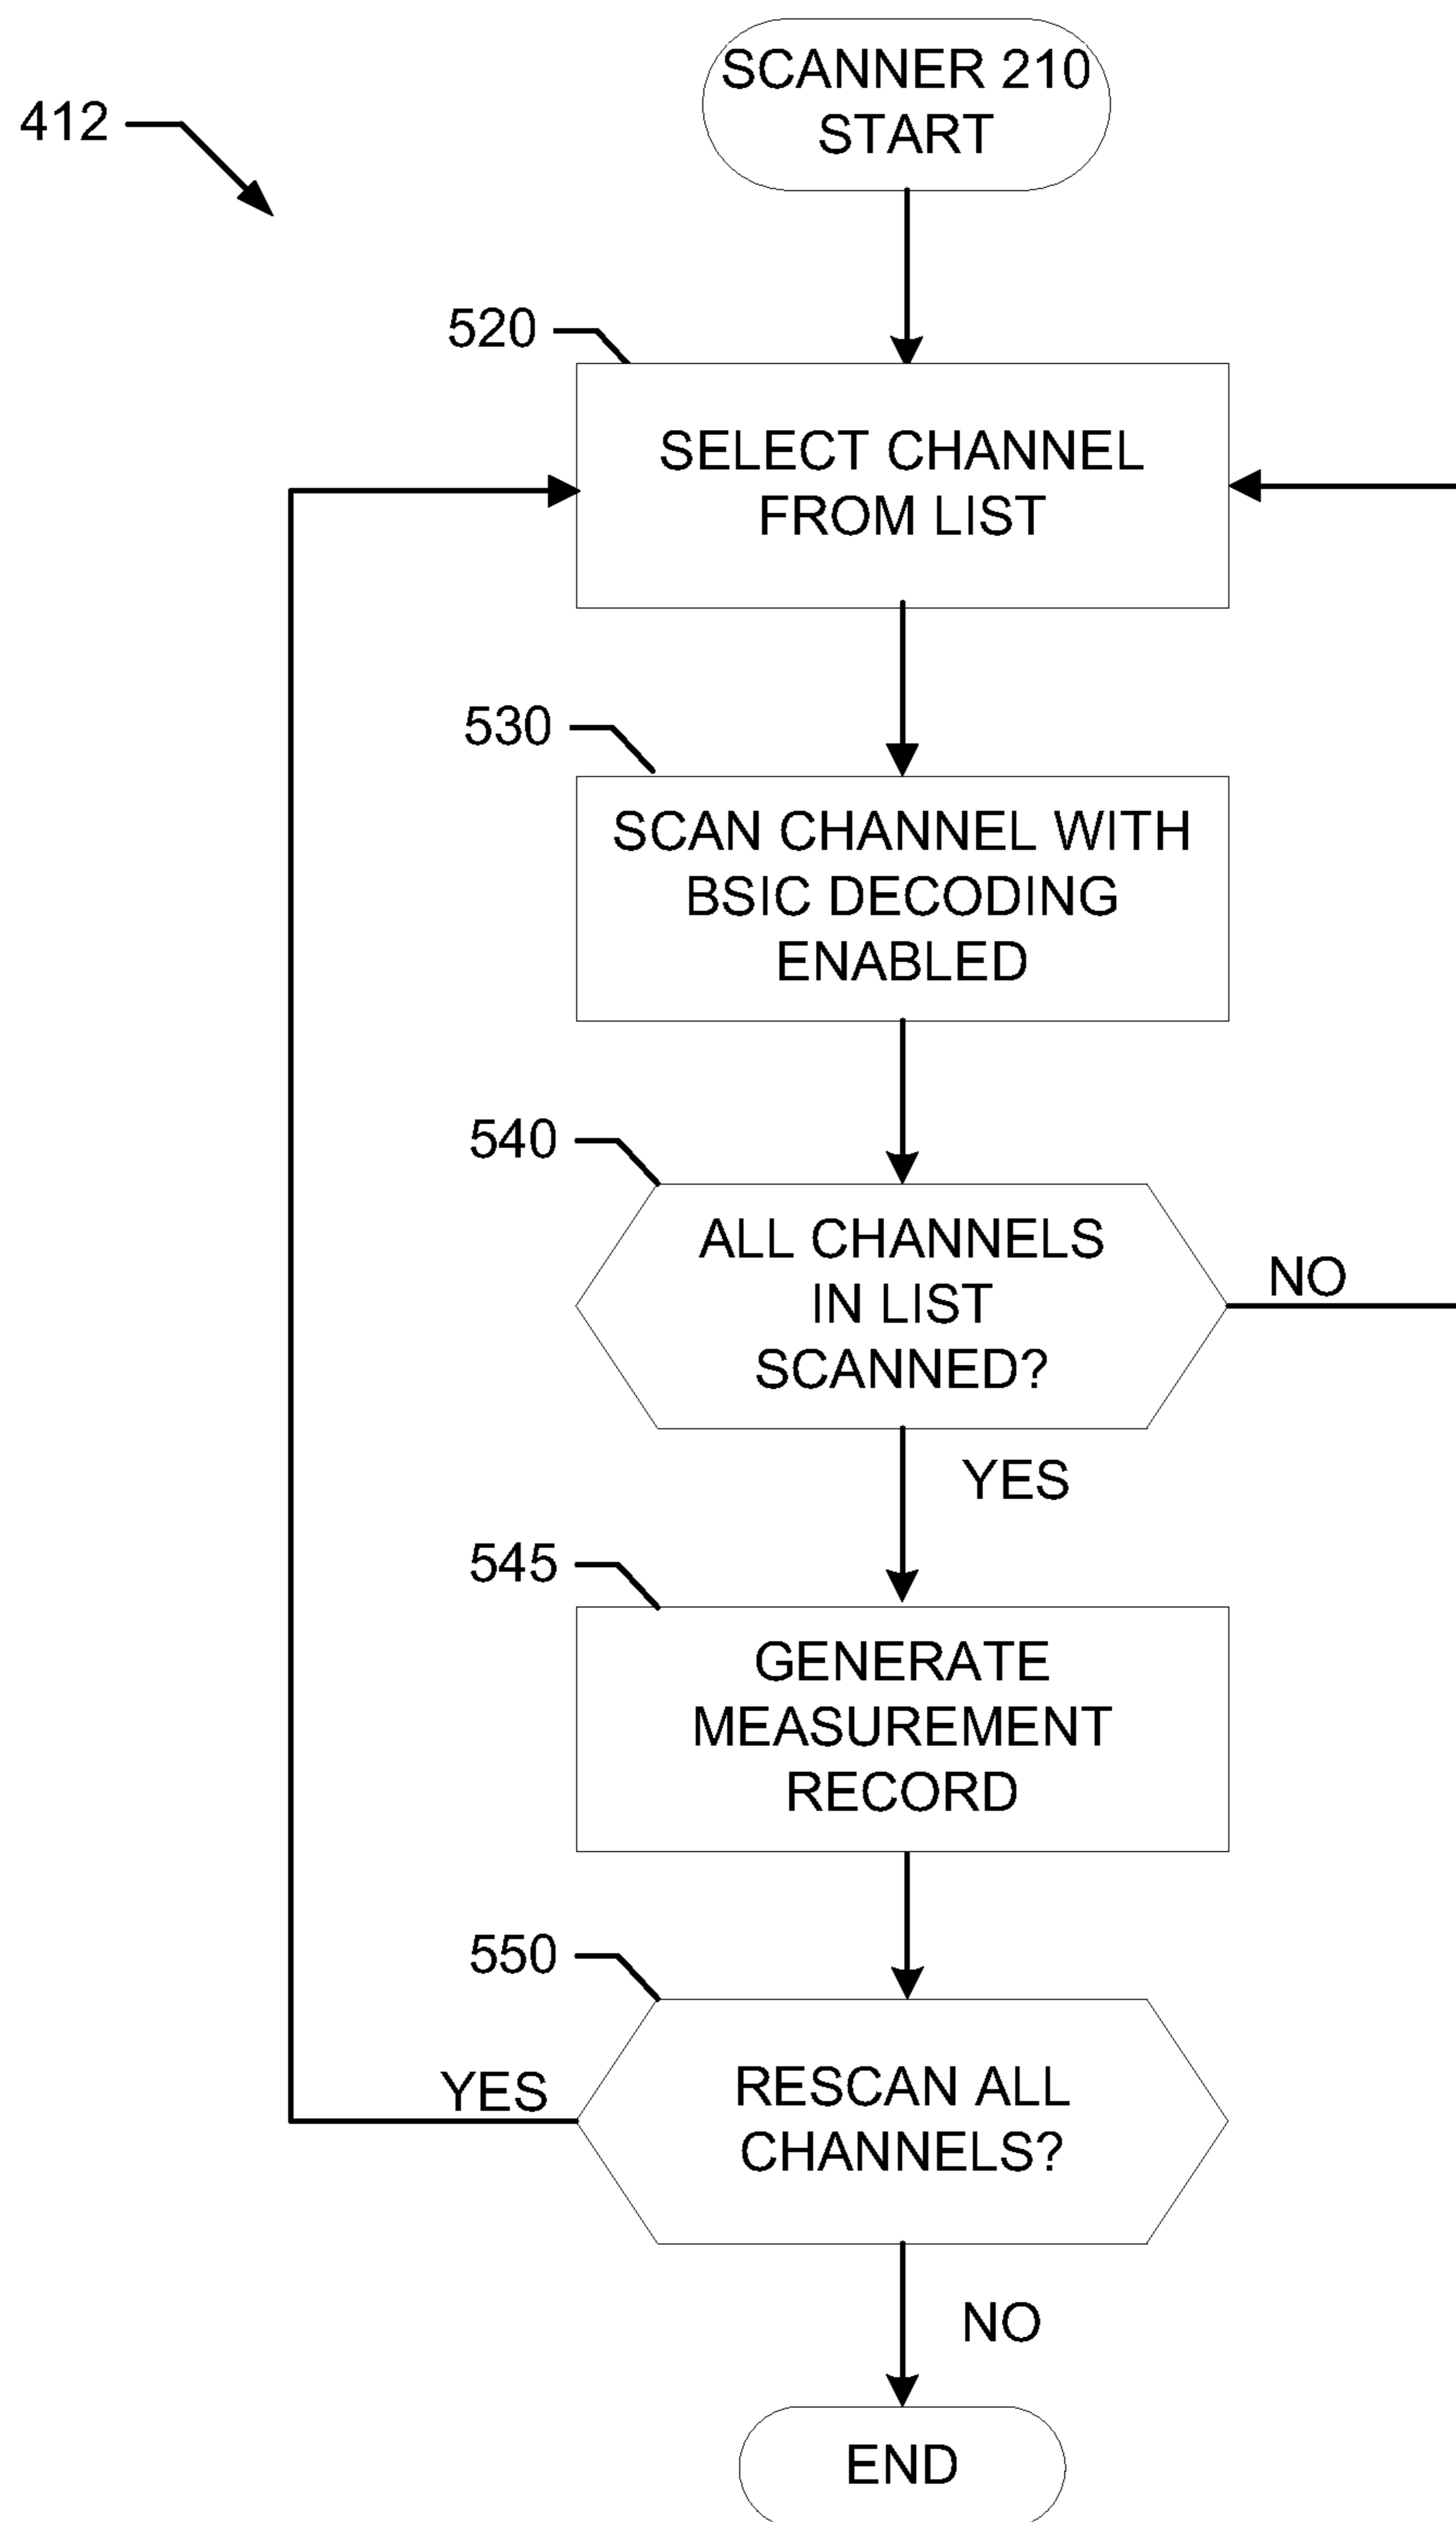 SCANNER 210
START
412
520
SELECT CHANNEL
FROM LIST
530
SCAN CHANNEL WITH
BSIC DECODING
ENABLED
540
ALL CHANNELS
IN LIST
SCANNED?
NO
YES
545
GENERATE
MEASUREMENT
RECORD
550
YES
RESCAN ALL
CHANNELS?
NO
END